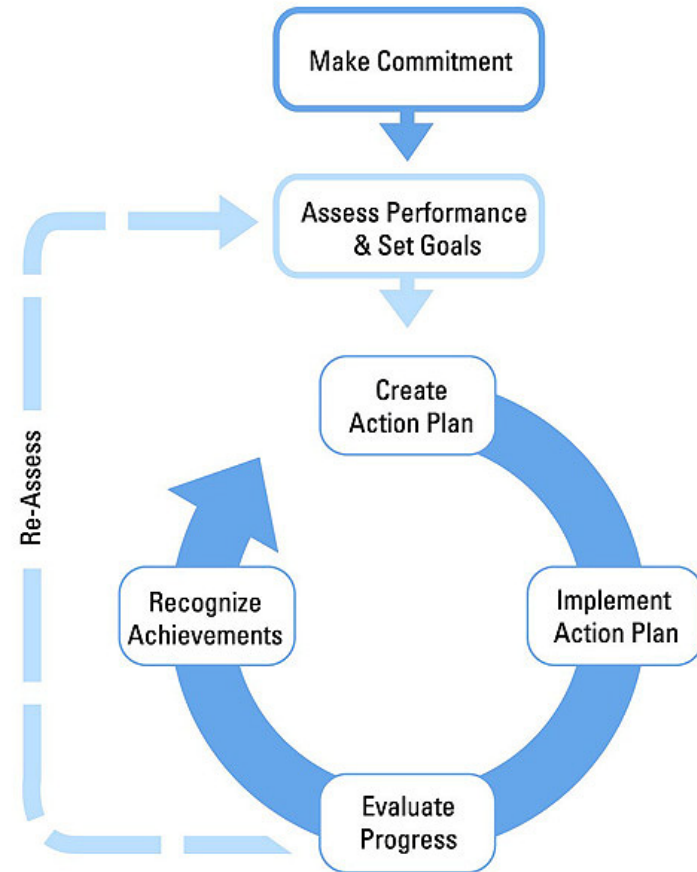 Make Commitment
Assess Performance
& Set Goals
Create
Action Plan
Implement
Action Plan
Evaluate
Progress
Recognize
Achievements
Re-Assess